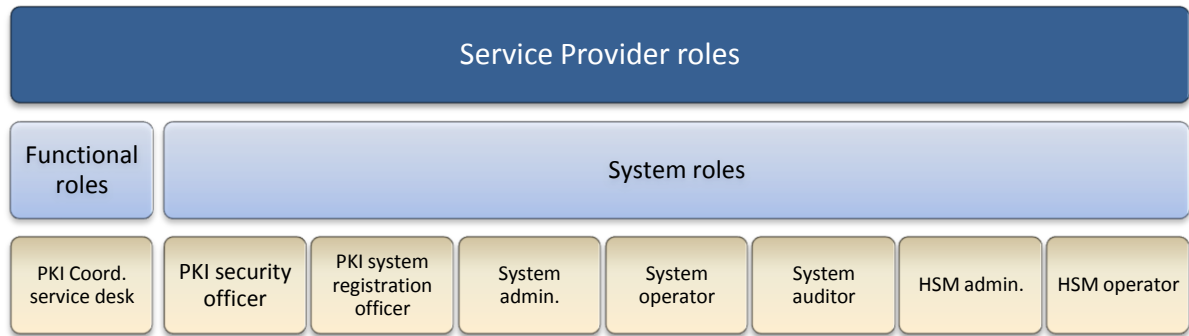 Service Provider roles
Functional
roles
System roles
PKI Coord.
service desk
PKI security
officer
PKI system
registration
officer
System
admin.
System
operator
System
auditor
HSM admin.
HSM operator